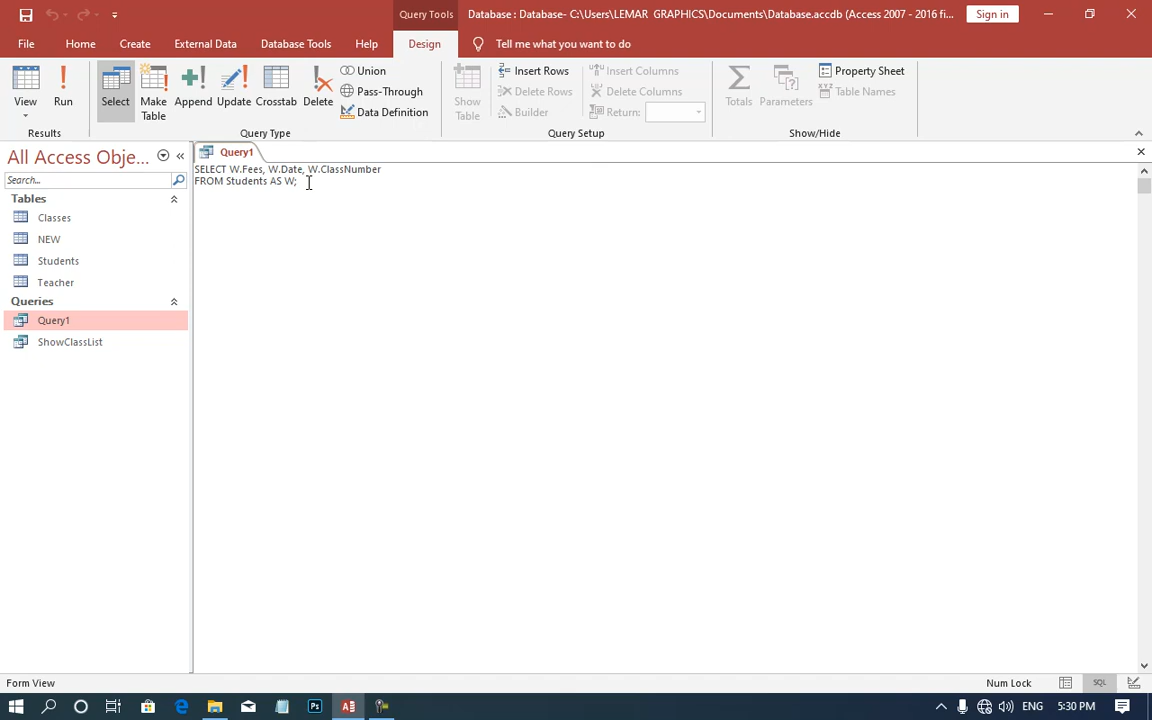 Query Tools
Database : Database- C:\Users\LEMAR GRAPHICS\Documents\Database.accdb (Access 2007 - 2016 fi...
Sign in
File
Home
Create
External Data
Database Tools
Help
Design
Tell me what you want to do
View
Run
Select
Make
Table
Append
Update
Crosstab
Delete
Union
Pass-Through
Data Definition
Show
Table
Insert Rows
Delete Rows
Builder
Insert Columns
Delete Columns
Return:
Totals
Parameters
Property Sheet
Table Names
Results
Query Type
Query Setup
Show/Hide
All Access Obje...
Search...
Tables
Classes
NEW
Students
Teacher
Queries
Query1
ShowClassList
Query1
SELECT W.Fees, W.Date, W.ClassNumber
FROM Students AS W;
Form View
Num Lock
SQL
ENG
5:30 PM